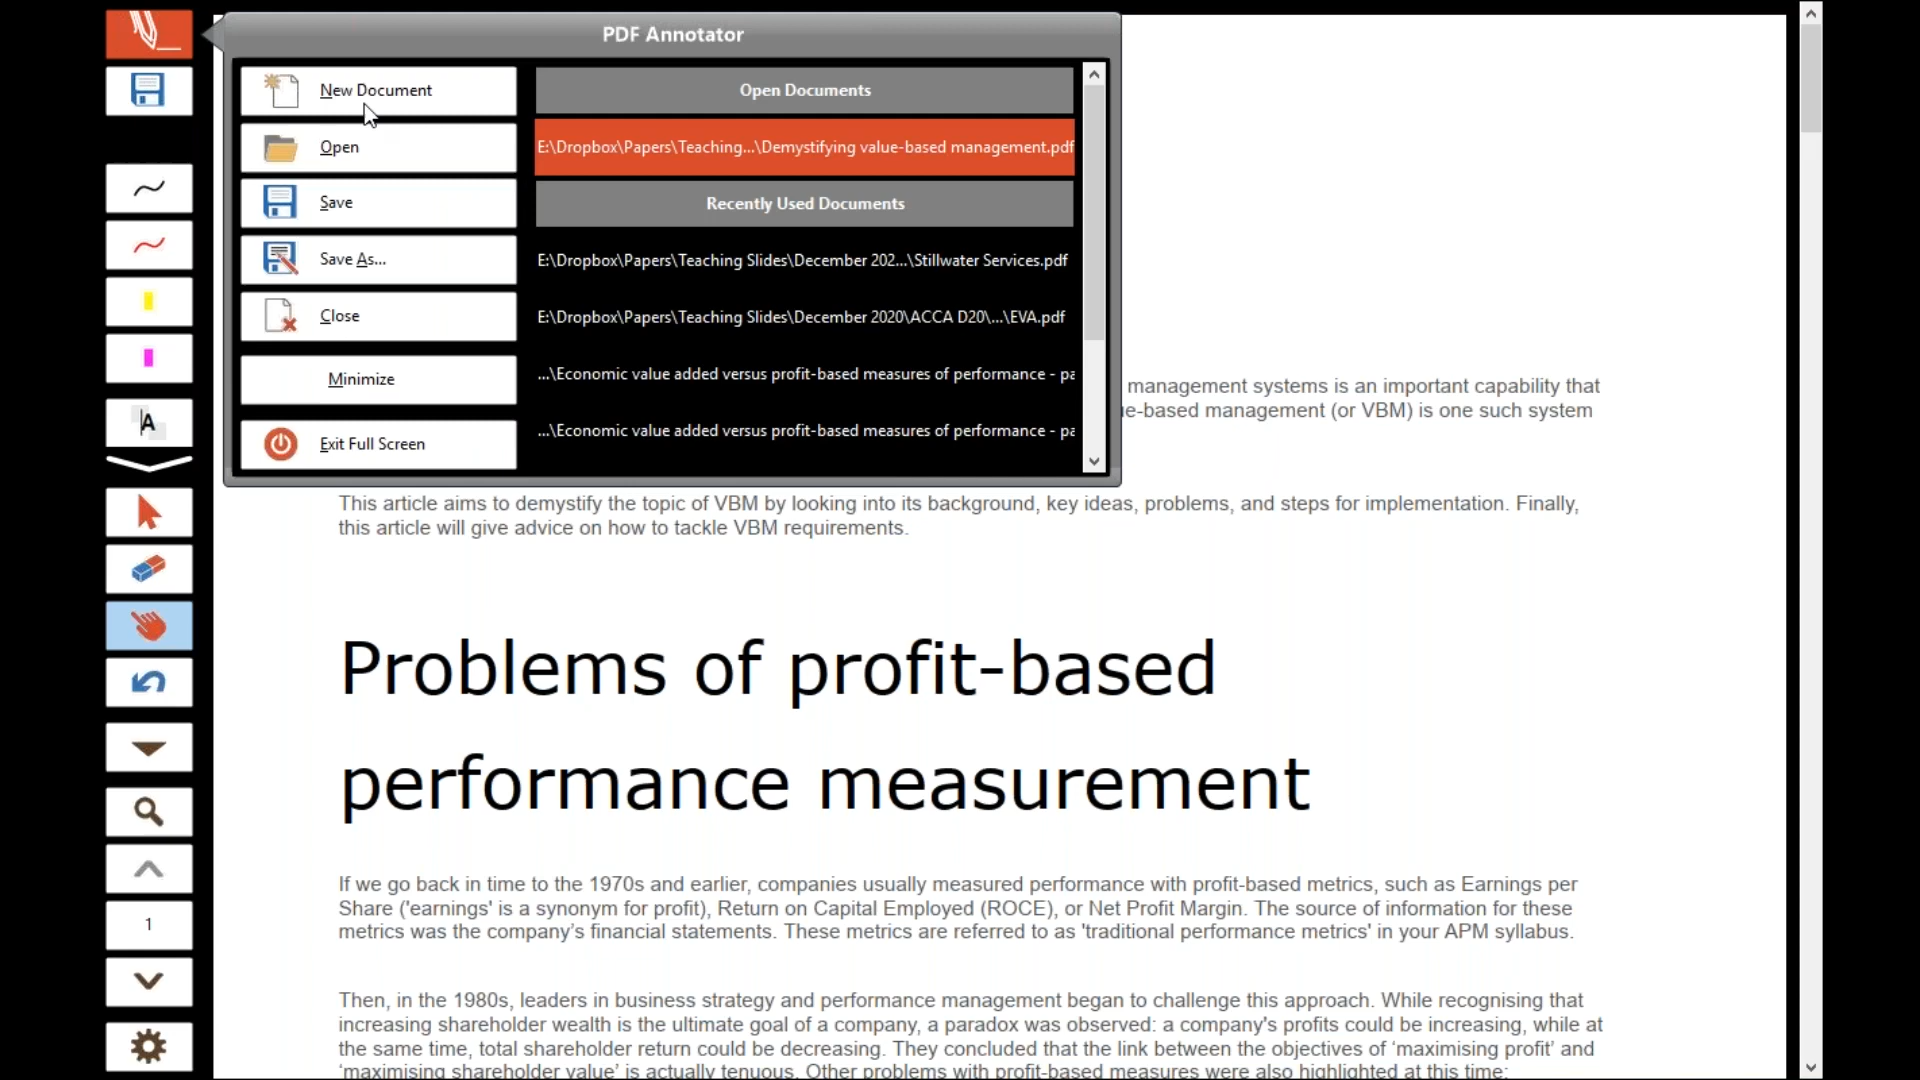 PDF Annotator
New Document
Open
Save
Save As...
Close
Minimize
Exit Full Screen
Open Documents
E:\Dropbox\Papers\Teaching...\Demystifying value-based management.pdf
Recently Used Documents
E:\Dropbox\Papers\Teaching Slides\December 202...\Stillwater Services.pdf
E:\Dropbox\Papers\Teaching Slides\December 2020\ACCA D20\...\EVA.pdf
...\Economic value added versus profit-based measures of performance - pa
...\Economic value added versus profit-based measures of performance - pa
A
1
management systems is an important capability that
e-based management (or VBM) is one such system
This article aims to demystify the topic of VBM by looking into its background, key ideas, problems, and steps for implementation. Finally,
this article will give advice on how to tackle VBM requirements.
Problems of profit-based
performance measurement
If we go back in time to the 1970s and earlier, companies usually measured performance with profit-based metrics, such as Earnings per
Share ('earnings' is a synonym for profit), Return on Capital Employed (ROCE), or Net Profit Margin. The source of information for these
metrics was the company’s financial statements. These metrics are referred to as 'traditional performance metrics' in your APM syllabus.
Then, in the 1980s, leaders in business strategy and performance management began to challenge this approach. While recognising that
increasing shareholder wealth is the ultimate goal of a company, a paradox was observed: a company's profits could be increasing, while at
the same time, total shareholder return could be decreasing. They concluded that the link between the objectives of ‘maximising profit’ and
‘maximising shareholder value’ is actually tenuous. Other problems with profit-based measures were also highlighted at this time: